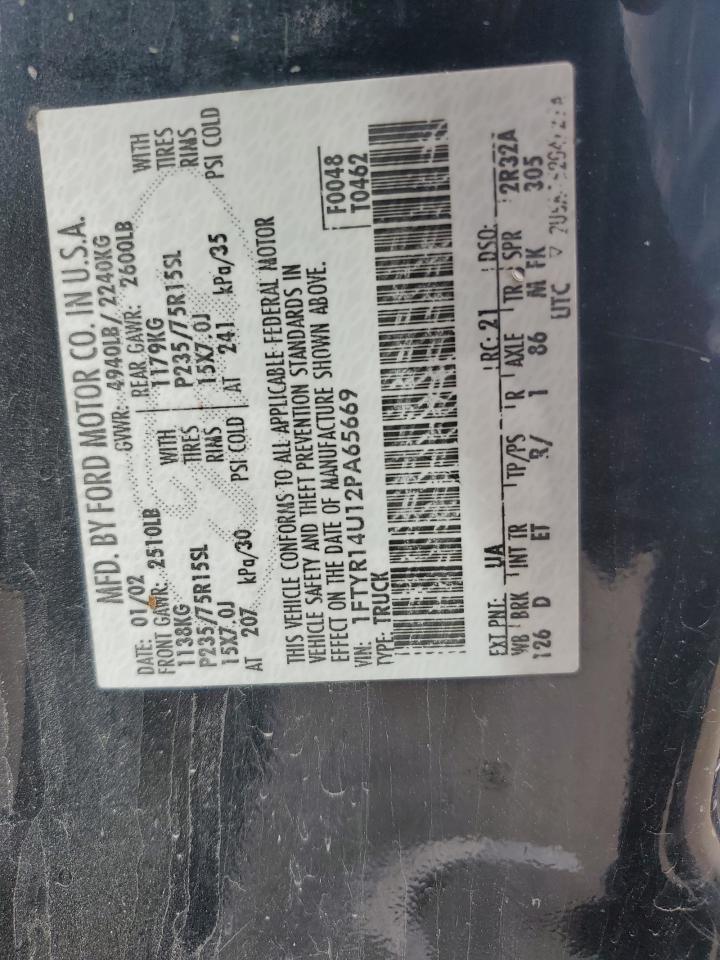 MFD. BY FORD MOTOR CO. IN U.S.A.
DATE: 01/02 GVWR: 4940LB / 2240KG
FRONT GAWR: 2510LB REAR GAWR: 2600LB
1138KG WITH 1179KG WITH
P235/75R15SL TIRES P235/75R15SL TIRES
15X7.0J RIMS 15X7.0J RIMS
AT 207 kPa/30 PSI COLD AT 241 kPa/35 PSI COLD
THIS VEHICLE CONFORMS TO ALL APPLICABLE FEDERAL MOTOR
VEHICLE SAFETY AND THEFT PREVENTION STANDARDS IN
EFFECT ON THE DATE OF MANUFACTURE SHOWN ABOVE.
F0048
VIN: 1FTYR14U12PA65669 T0462
TYPE: TRUCK
EXT PNT: UA RC: 21 DSO:
WB BRK INT TR TP/PS R AXLE TR SPR 2R32A
126 D ET R/ 1 86 M FK 305
UTC